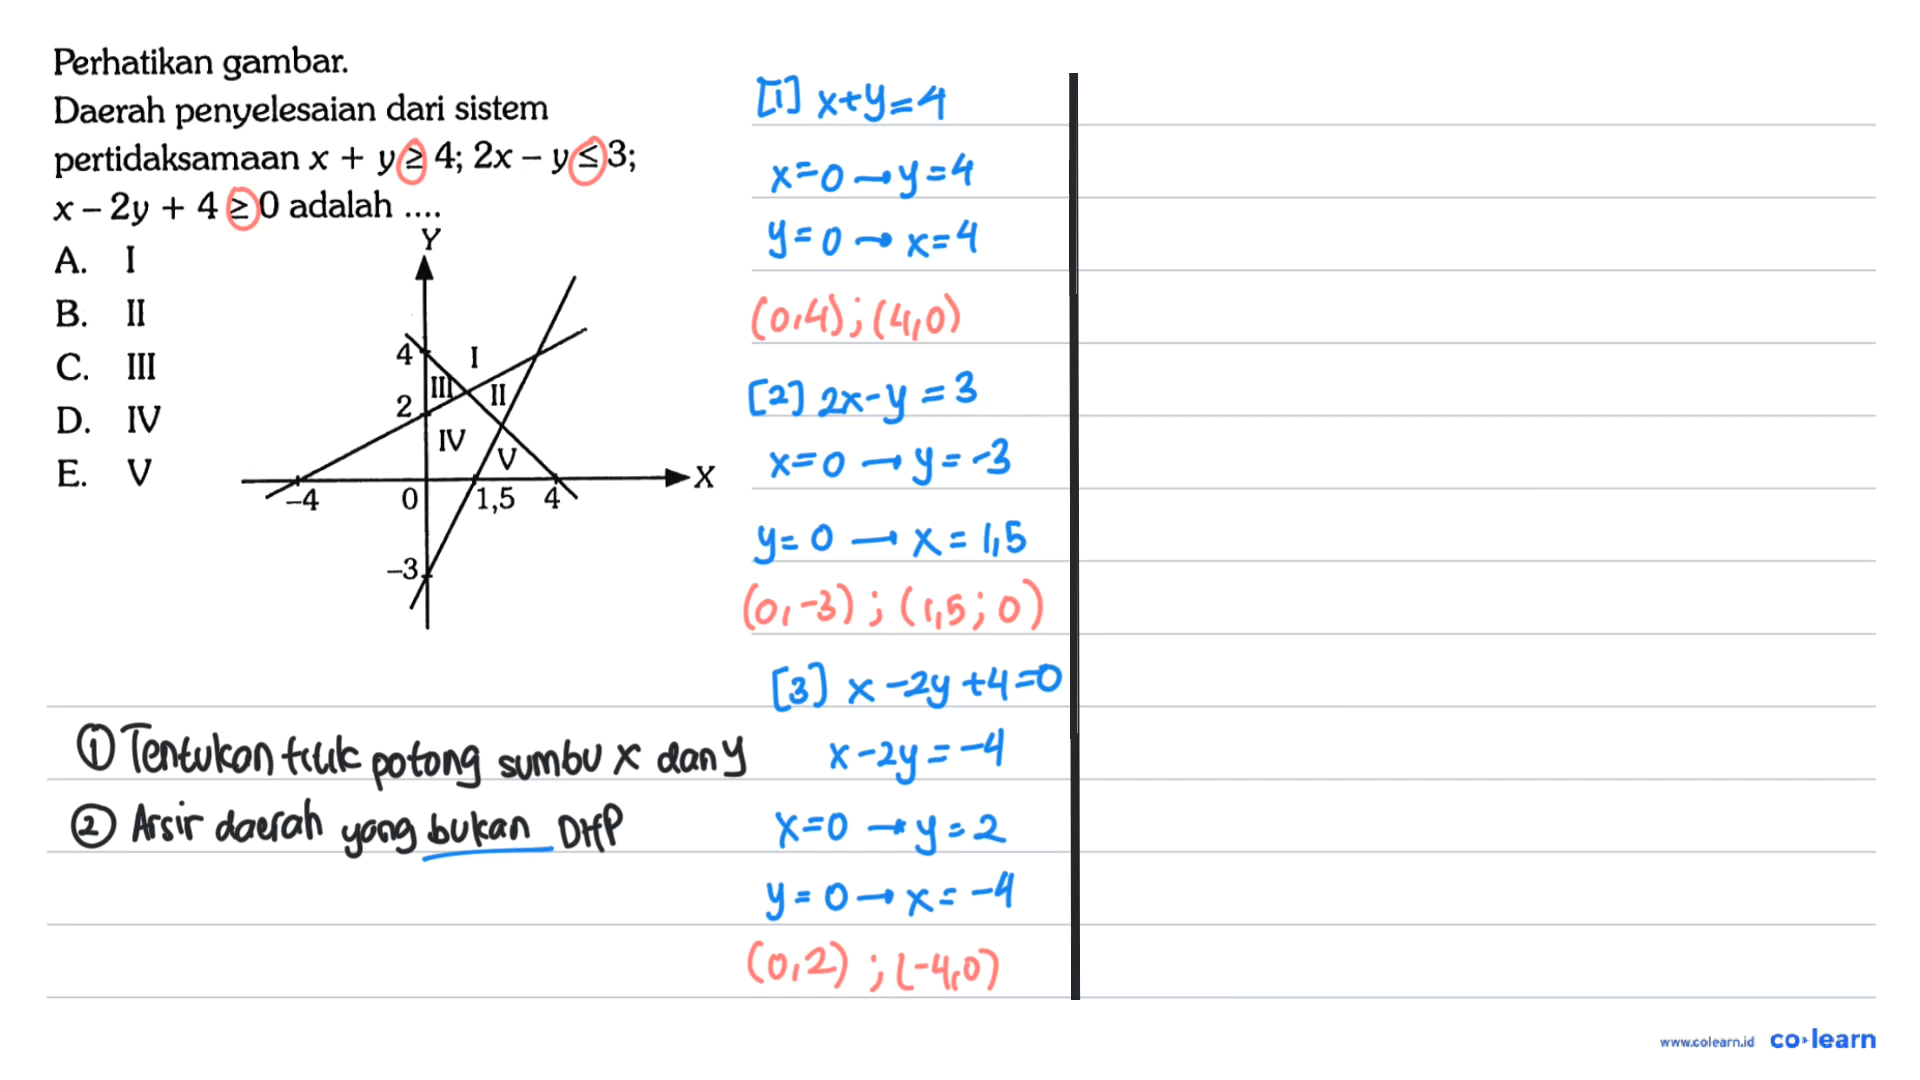 Perhatikan gambar.
Daerah penyelesaian dari sistem
pertidaksamaan x + y ≥ 4; 2x – y ≤ 3;
x – 2y + 4 ≥ 0 adalah ....
A. I
B. II
C. III
D. IV
E. V
Y
4
I
III
II
2
IV
V
X
–4
0
1,5
4
–3
① Tentukan titik potong sumbu x dan y
② Arsir daerah yang bukan DHP
[1] x+y=4
x=0 → y=4
y=0 → x=4
(0,4) ; (4,0)
[2] 2x-y = 3
x=0 → y=-3
y=0 → x=1,5
(0,-3) ; (1,5 ; 0)
[3] x-2y+4=0
x-2y=-4
x=0 → y=2
y=0 → x=-4
(0,2) ; (-4,0)
www.colearn.id co·learn